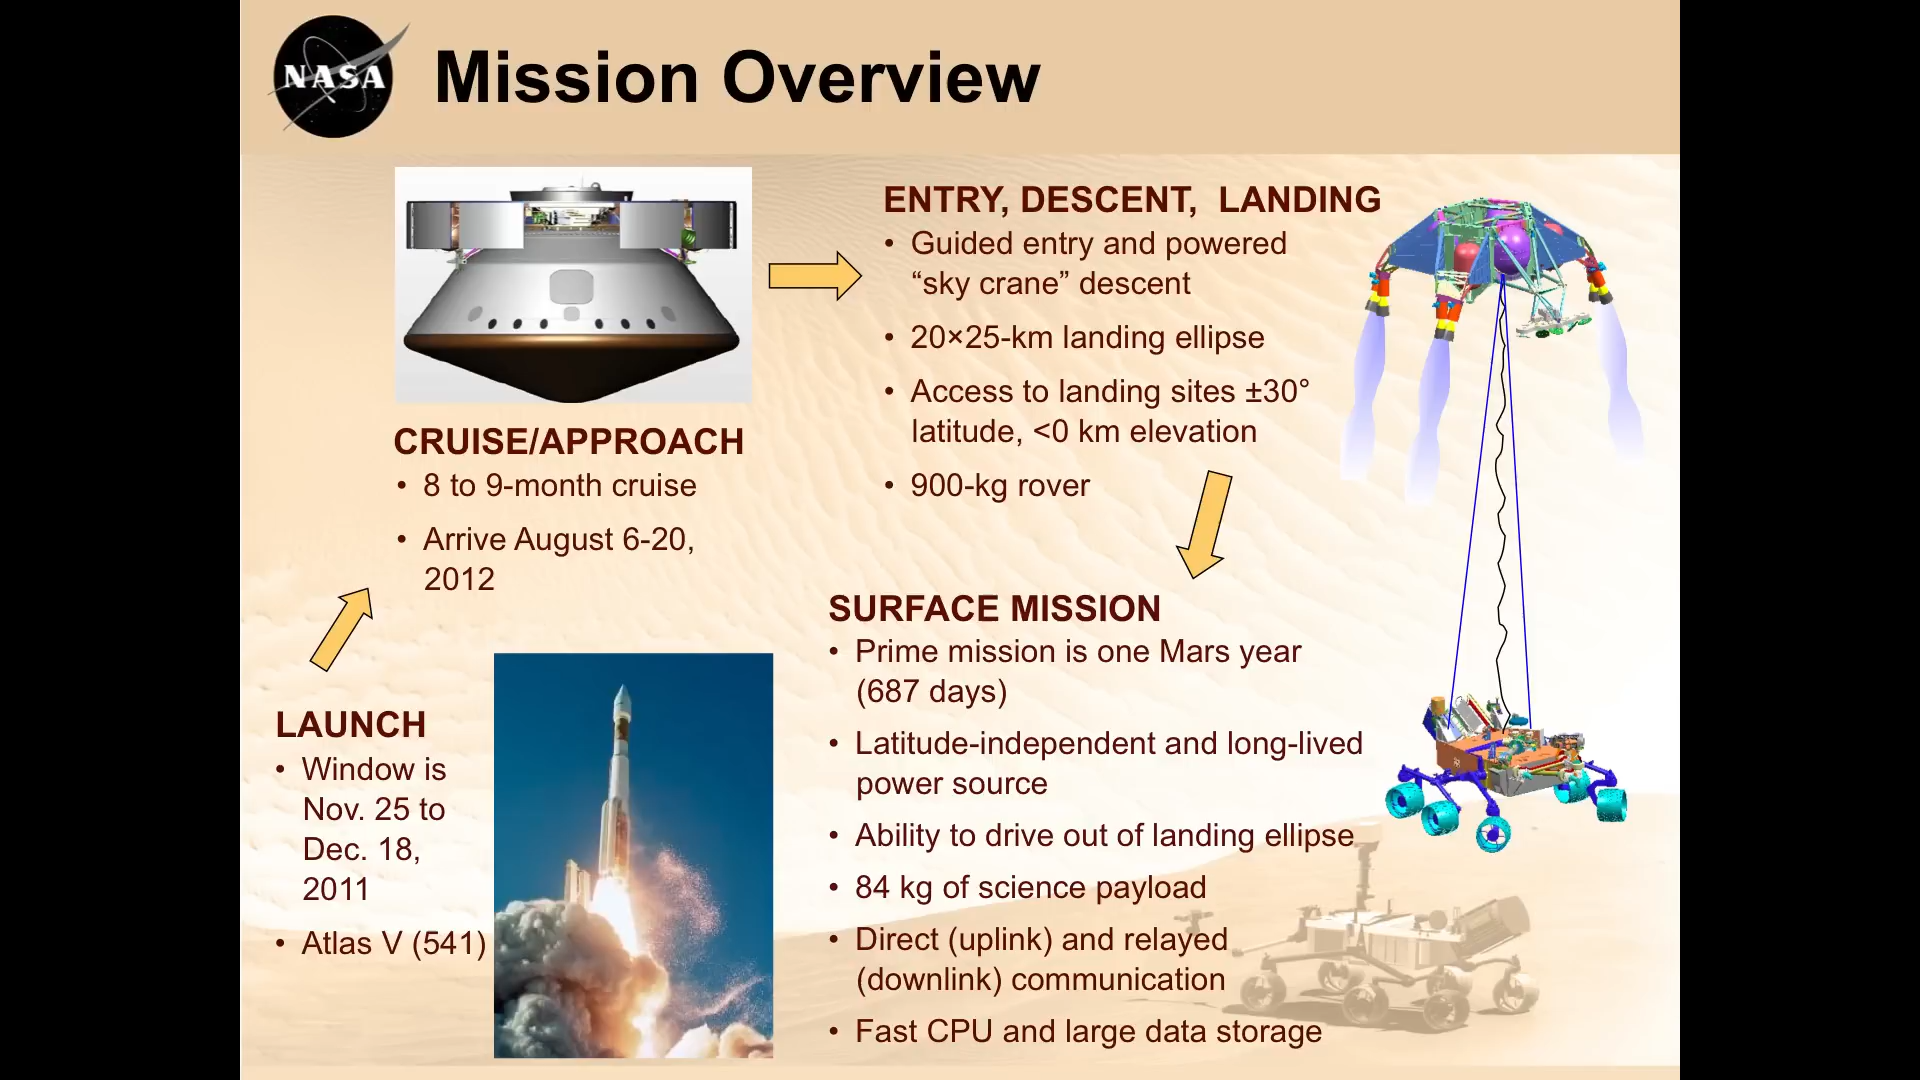 NASA
Mission Overview
LAUNCH
• Window is
Nov. 25 to
Dec. 18,
2011
• Atlas V (541)
CRUISE/APPROACH
• 8 to 9-month cruise
• Arrive August 6-20,
2012
ENTRY, DESCENT,  LANDING
• Guided entry and powered
“sky crane” descent
• 20×25-km landing ellipse
• Access to landing sites ±30°
latitude, <0 km elevation
• 900-kg rover
SURFACE MISSION
• Prime mission is one Mars year
(687 days)
• Latitude-independent and long-lived
power source
• Ability to drive out of landing ellipse
• 84 kg of science payload
• Direct (uplink) and relayed
(downlink) communication
• Fast CPU and large data storage